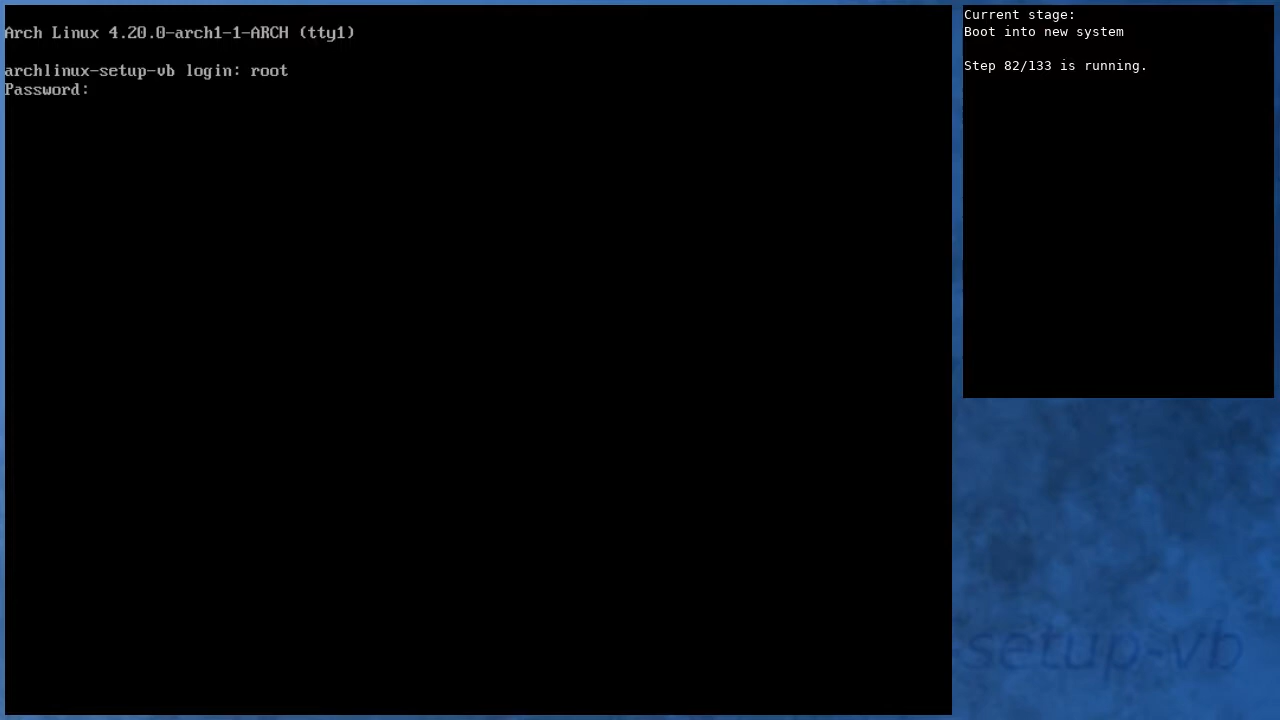 Arch Linux 4.20.0-arch1-1-ARCH (tty1)
archlinux-setup-vb login: root
Password:
Current stage:
Boot into new system
Step 82/133 is running.
setup-vb